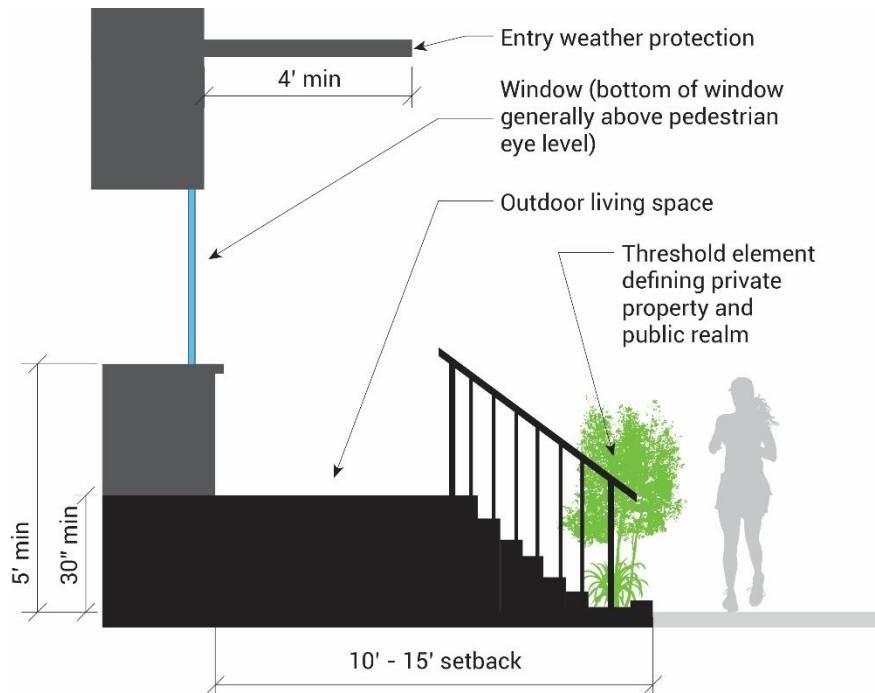 Entry weather protection
4' min
Window (bottom of window
generally above pedestrian
eye level)
Outdoor living space
Threshold element
defining private
property and
public realm
5' min
30" min
10' - 15' setback